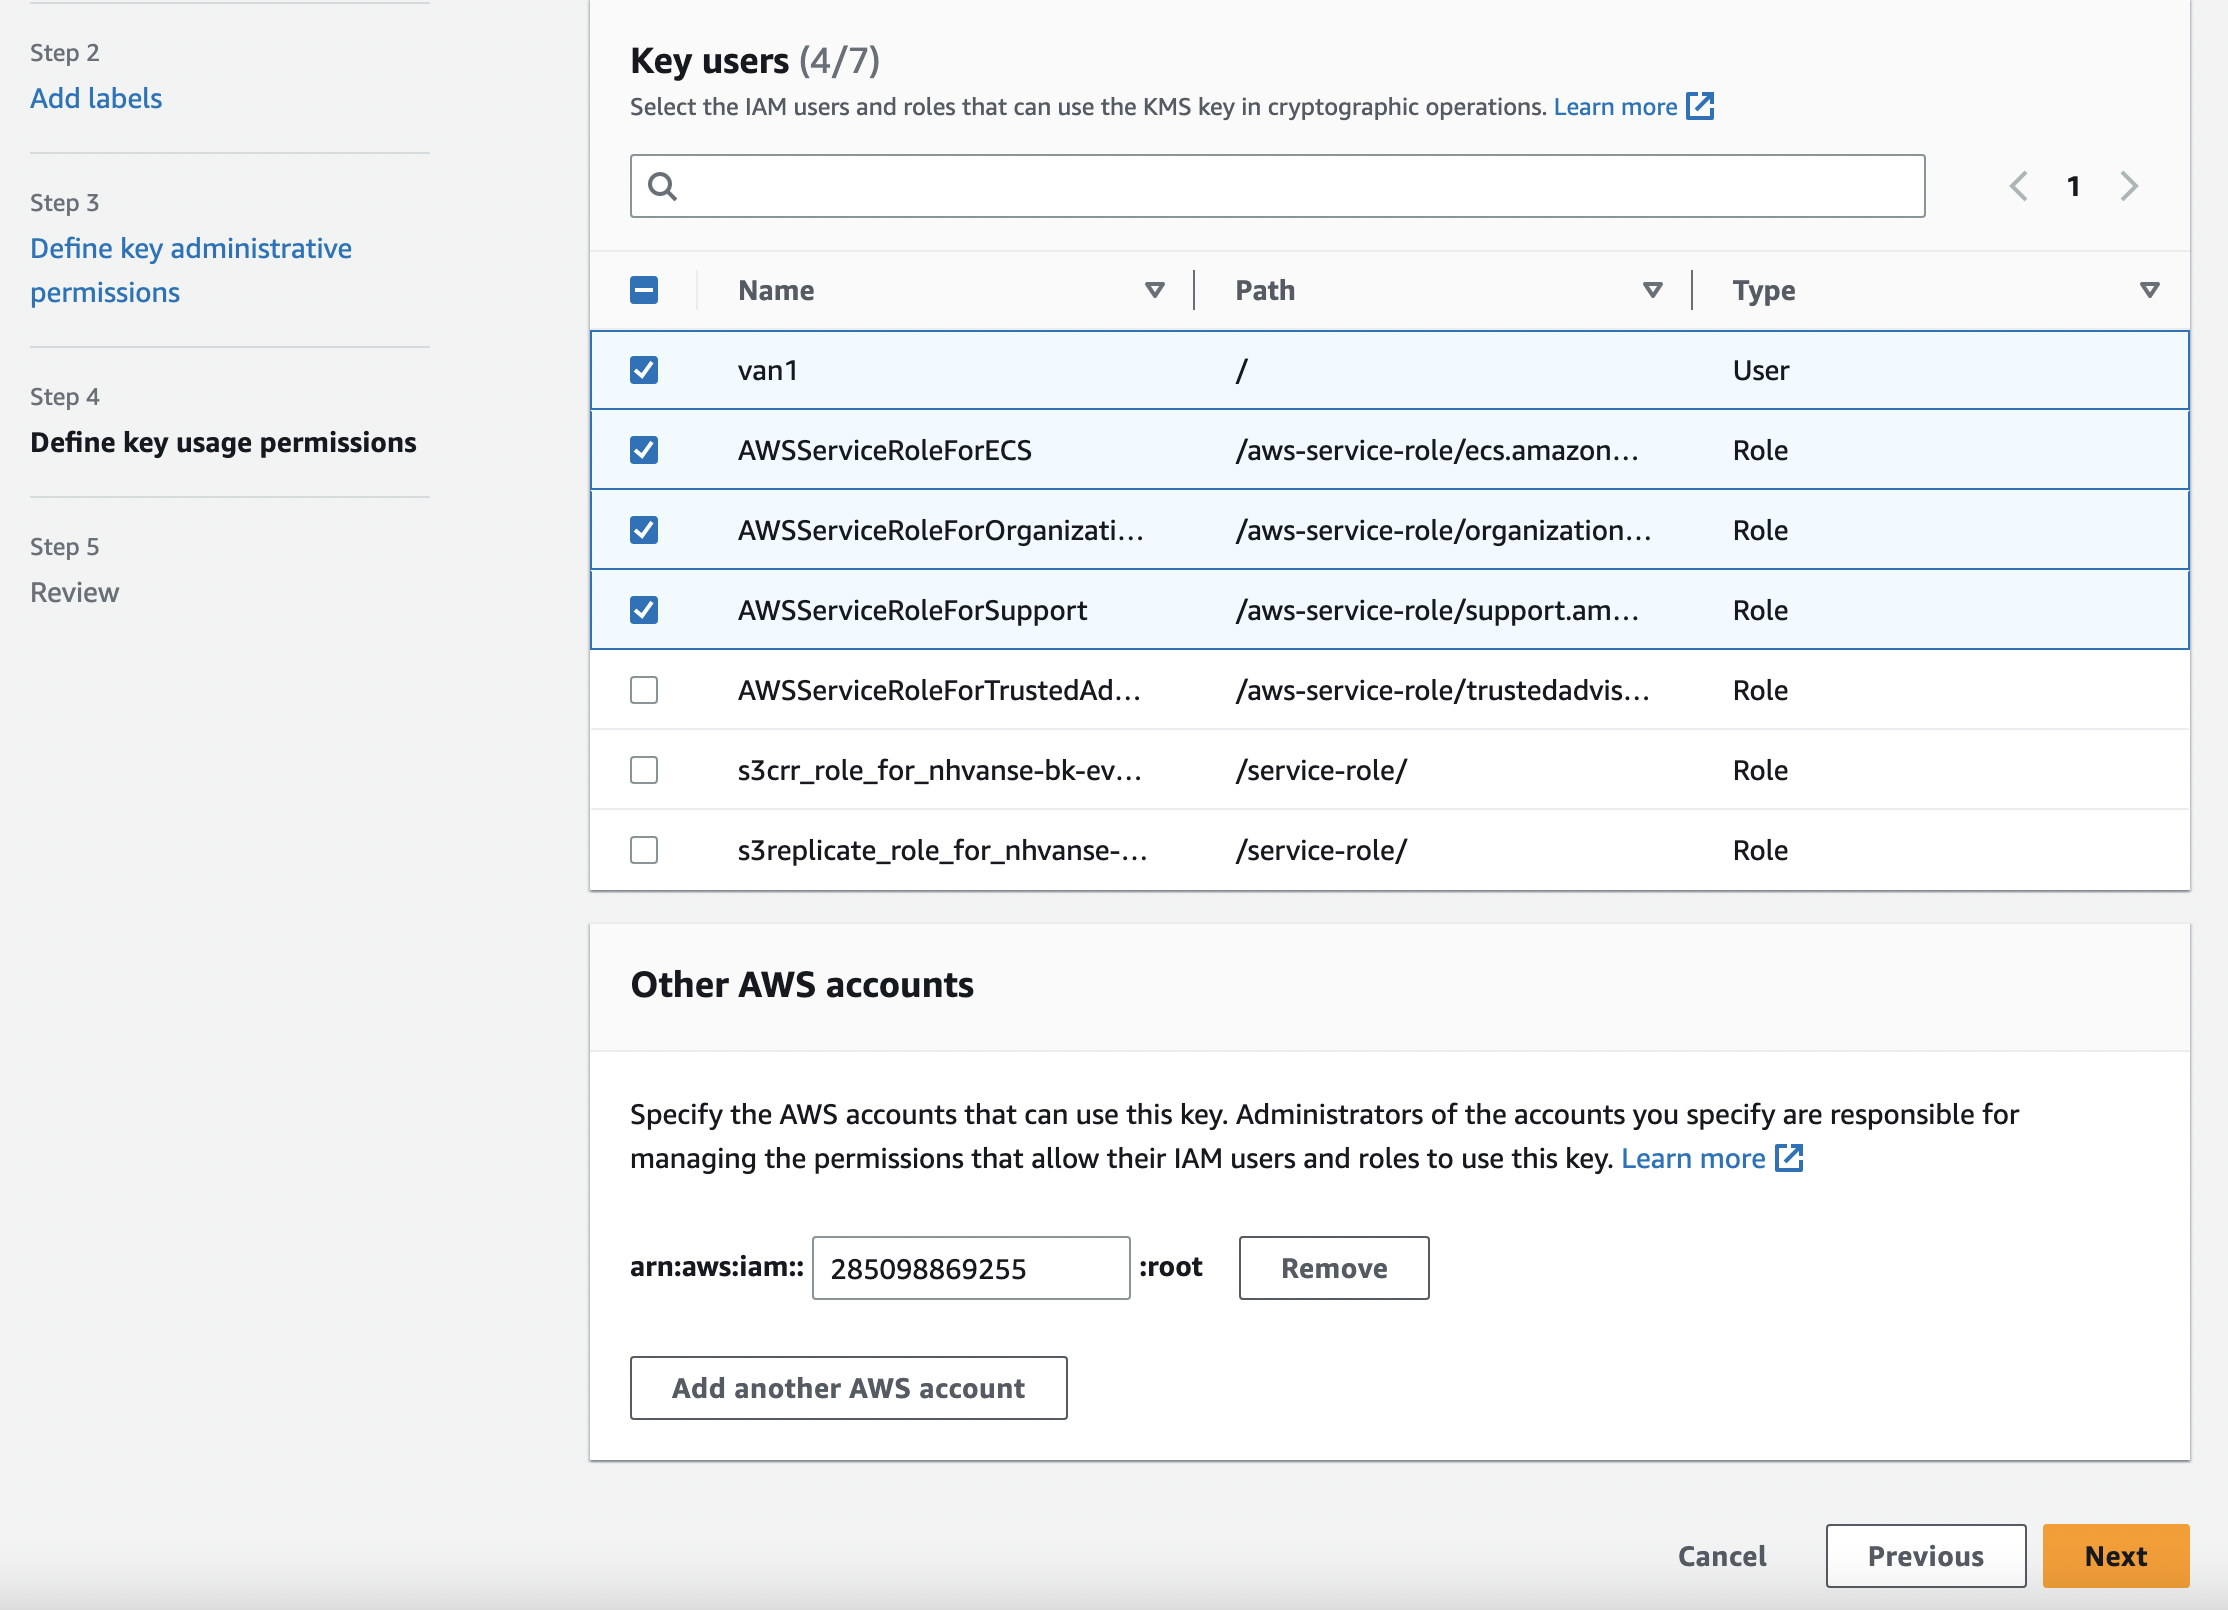 Step 2
Add labels
Step 3
Define key administrative
permissions
Step 4
Define key usage permissions
Step 5
Review
Key users (4/7)
Select the IAM users and roles that can use the KMS key in cryptographic operations. Learn more
1
Name Path Type
van1 / User
AWSServiceRoleForECS /aws-service-role/ecs.amazon... Role
AWSServiceRoleForOrganizati... /aws-service-role/organization... Role
AWSServiceRoleForSupport /aws-service-role/support.am... Role
AWSServiceRoleForTrustedAd... /aws-service-role/trustedadvis... Role
s3crr_role_for_nhvanse-bk-ev... /service-role/ Role
s3replicate_role_for_nhvanse-... /service-role/ Role
Other AWS accounts
Specify the AWS accounts that can use this key. Administrators of the accounts you specify are responsible for
managing the permissions that allow their IAM users and roles to use this key. Learn more
arn:aws:iam:: 285098869255 :root Remove
Add another AWS account
Cancel Previous Next